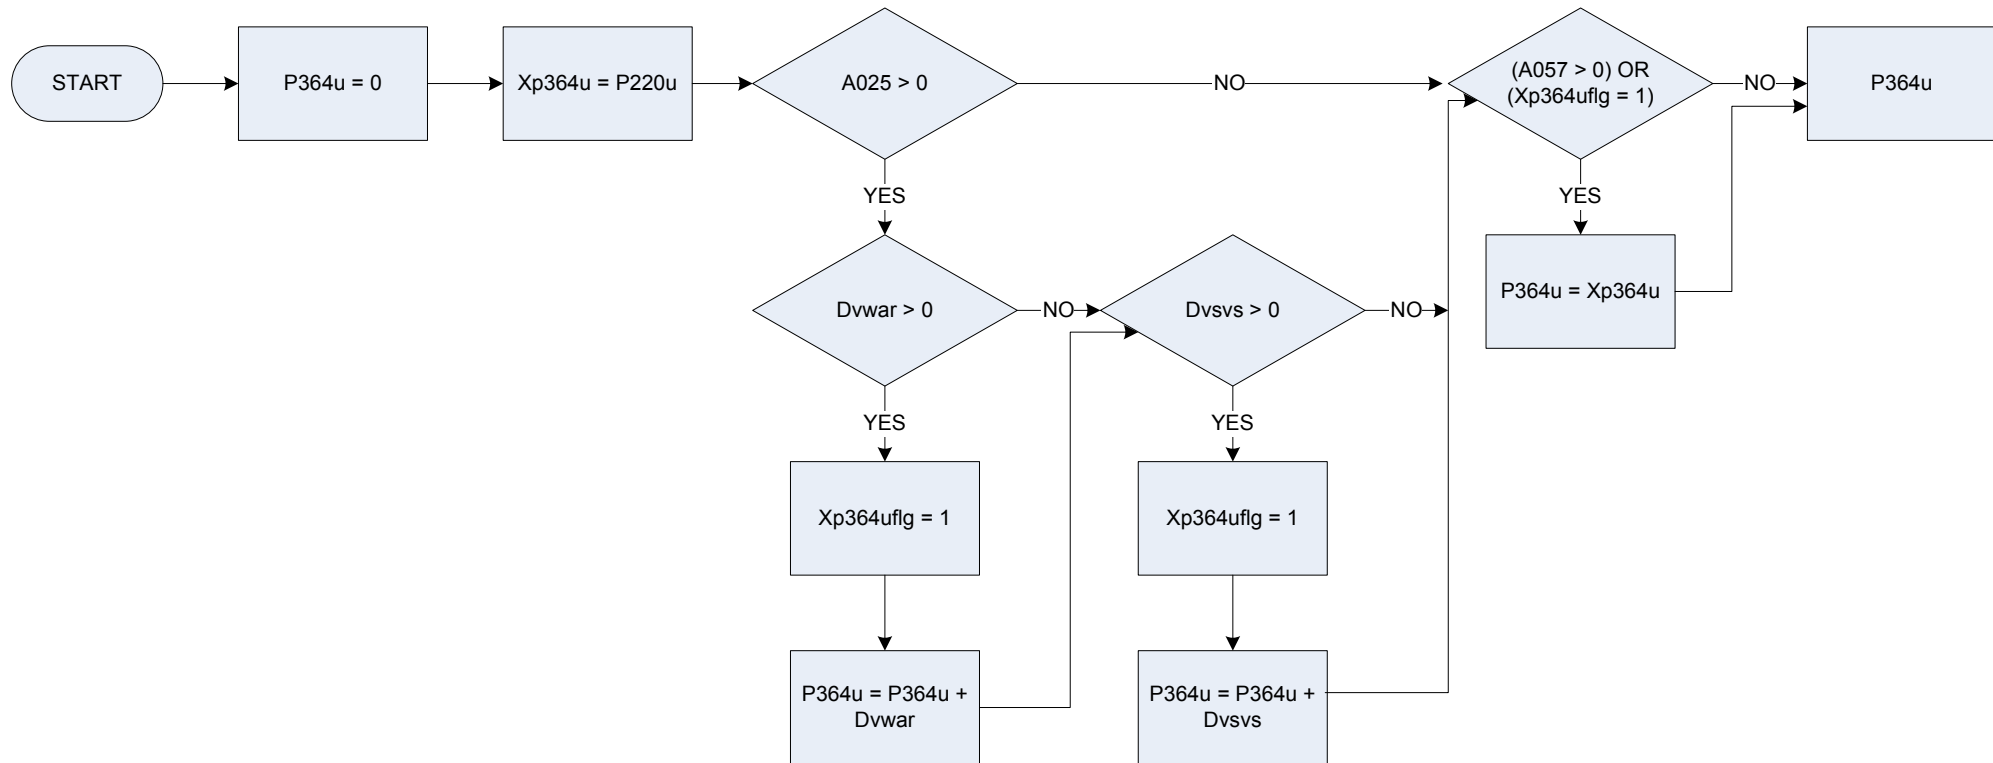 START
P364u = 0
Xp364u = P220u
A025 > 0
NO
(A057 > 0) OR
(Xp364uflg = 1)
NO
P364u
YES
YES
Dvwar > 0
NO
Dvsvs > 0
NO
P364u = Xp364u
YES
YES
Xp364uflg = 1
Xp364uflg = 1
P364u = P364u +
Dvwar
P364u = P364u +
Dvsvs